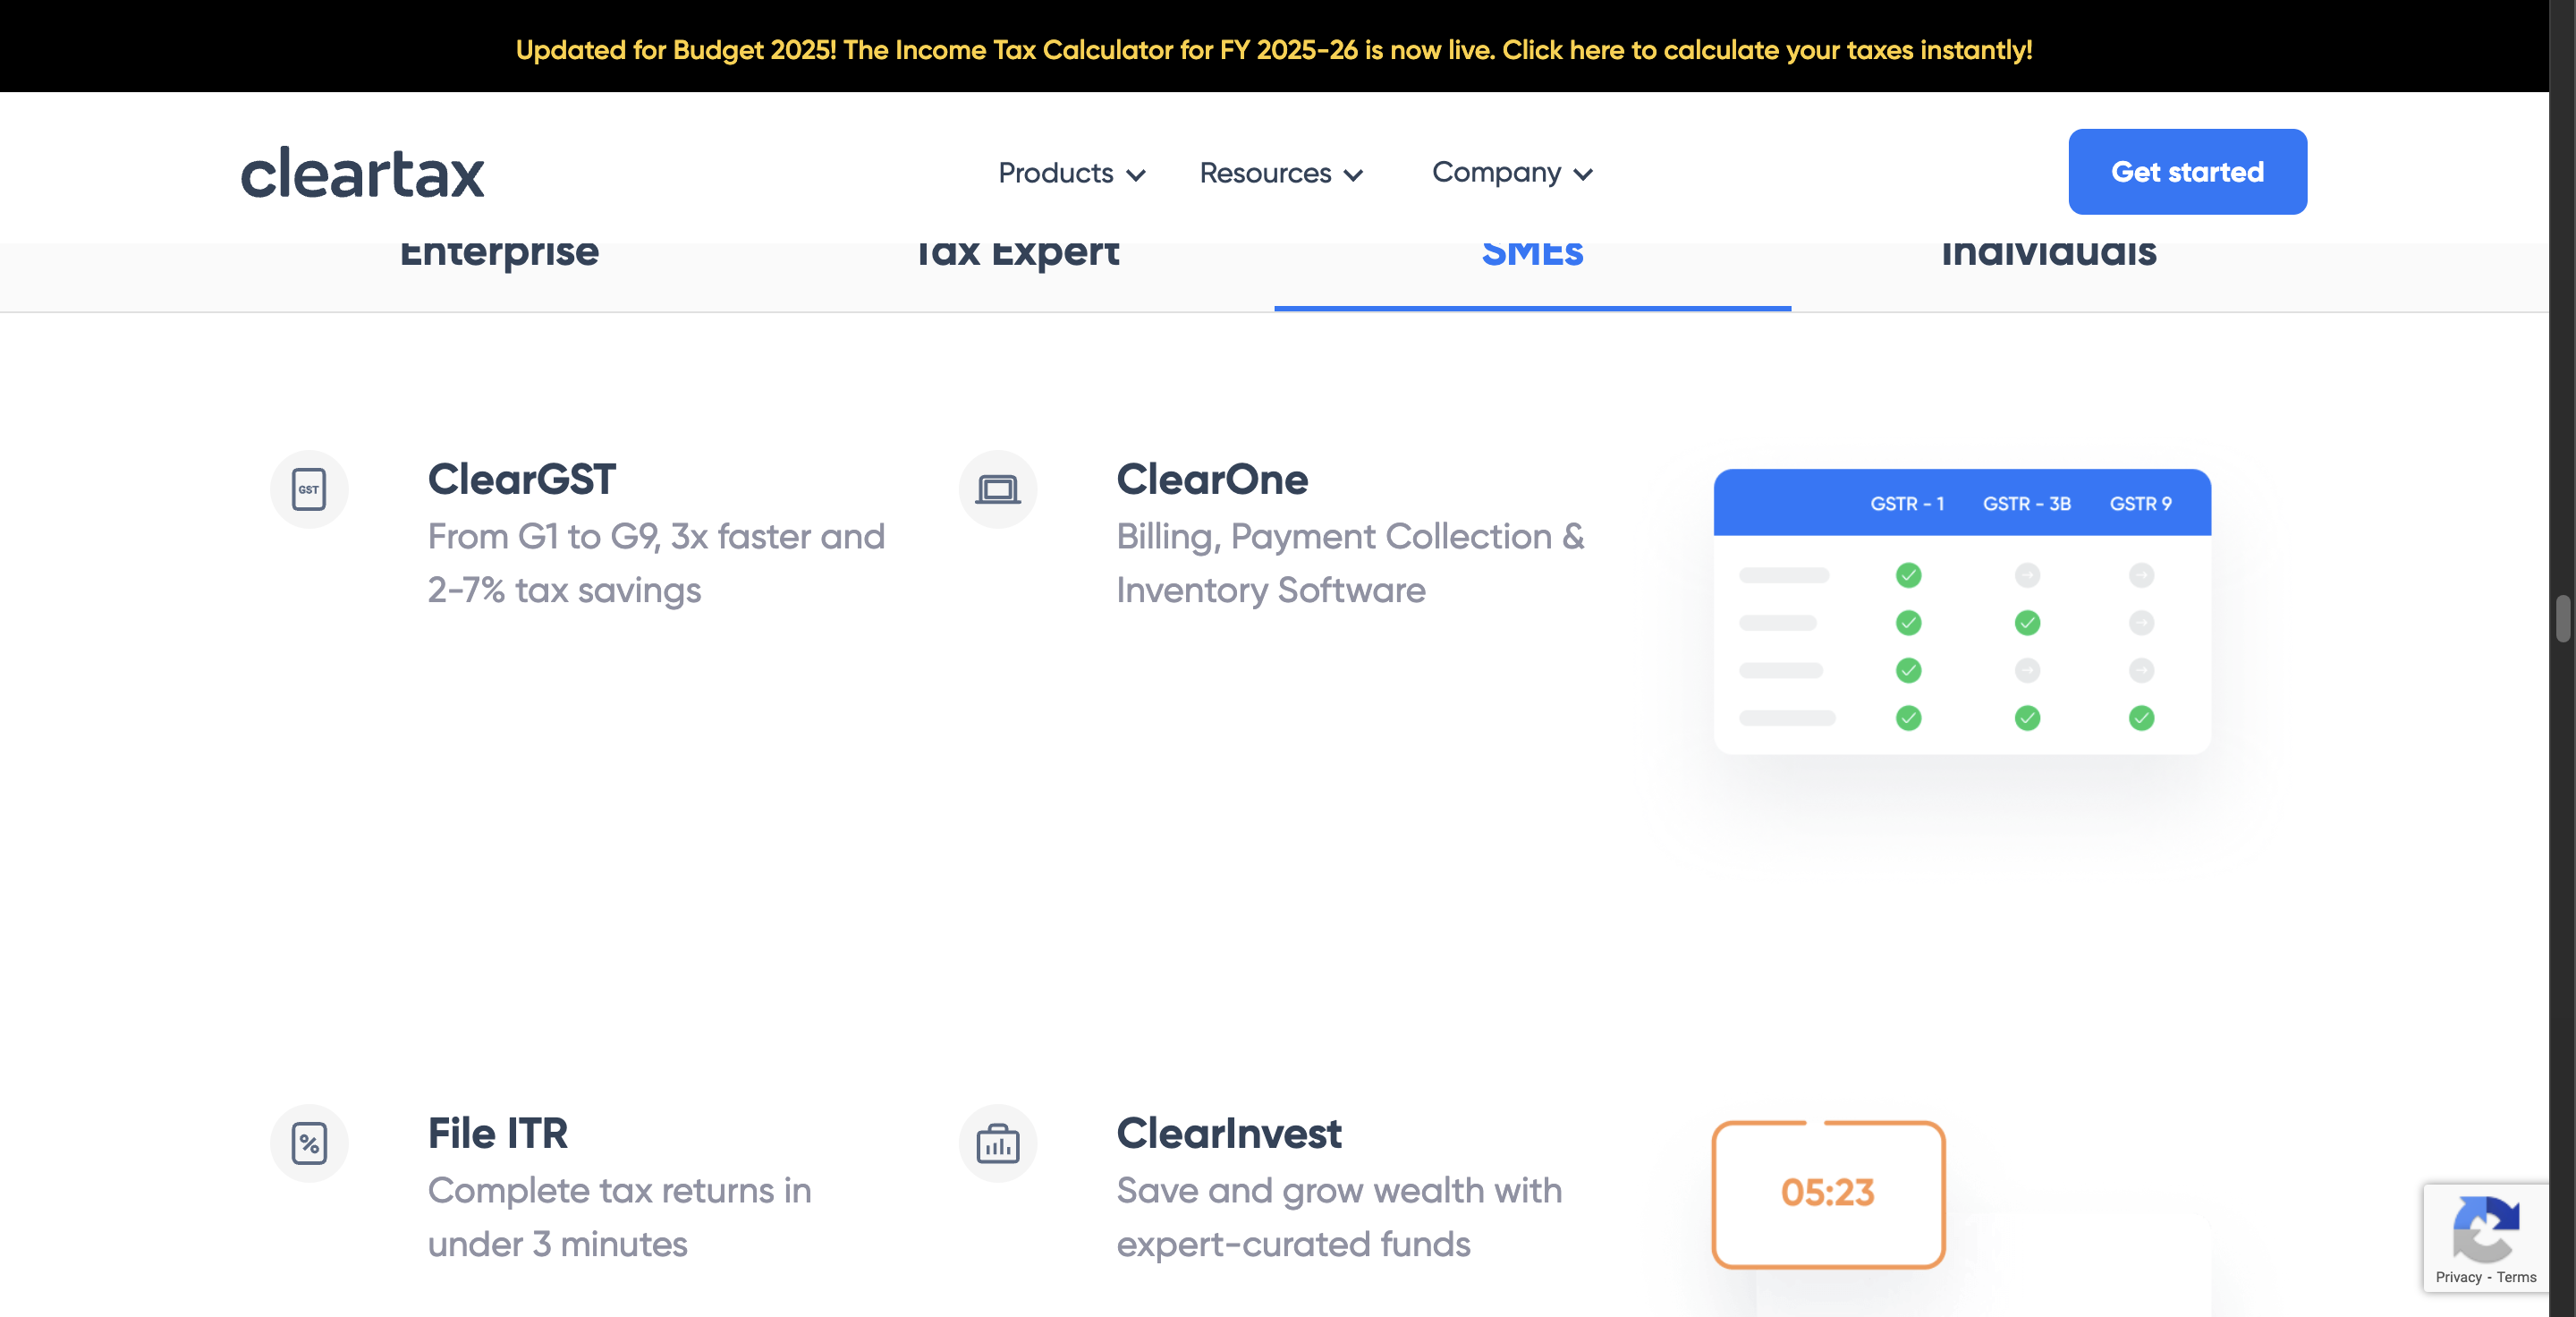 Updated for Budget 2025! The Income Tax Calculator for FY 2025-26 is now live. Click here to calculate your taxes instantly!
cleartax
Products
Resources
Company
Get started
Enterprise
Tax Expert
SMEs
Individuals
GST
ClearGST
From G1 to G9, 3x faster and
2-7% tax savings
ClearOne
Billing, Payment Collection &
Inventory Software
GSTR - 1 GSTR - 3B GSTR 9
%
File ITR
Complete tax returns in
under 3 minutes
ClearInvest
Save and grow wealth with
expert-curated funds
05:23
Privacy - Terms